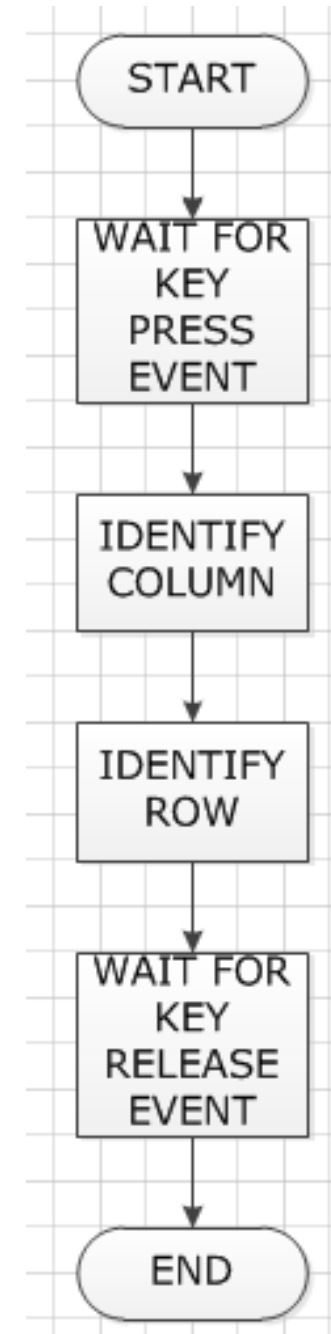 START
WAIT FOR
KEY
PRESS
EVENT
IDENTIFY
COLUMN
IDENTIFY
ROW
WAIT FOR
KEY
RELEASE
EVENT
END